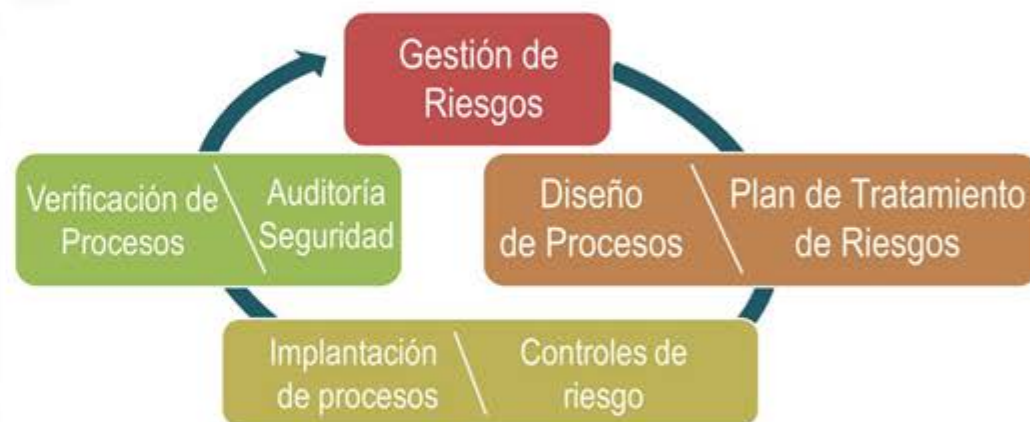 Gestión de
Riesgos
Diseño
de Procesos
Plan de Tratamiento
de Riesgos
Implantación
de procesos
Controles de
riesgo
Verificación de
Procesos
Auditoría
Seguridad